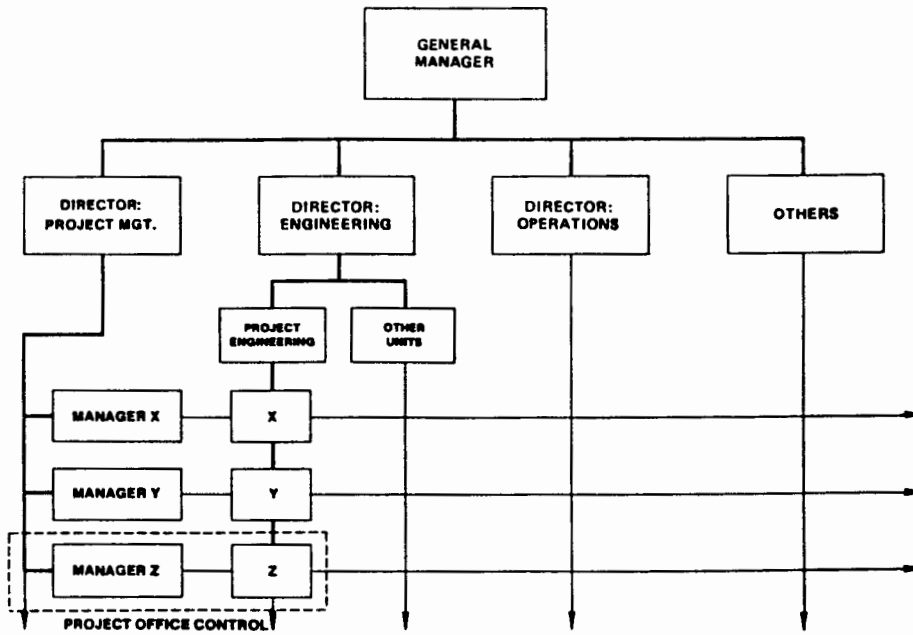 GENERAL
MANAGER
DIRECTOR:
PROJECT MGT.
DIRECTOR:
ENGINEERING
DIRECTOR:
OPERATIONS
OTHERS
PROJECT
ENGINEERING
OTHER
UNITS
MANAGER X
X
MANAGER Y
Y
MANAGER Z
Z
PROJECT OFFICE CONTROL